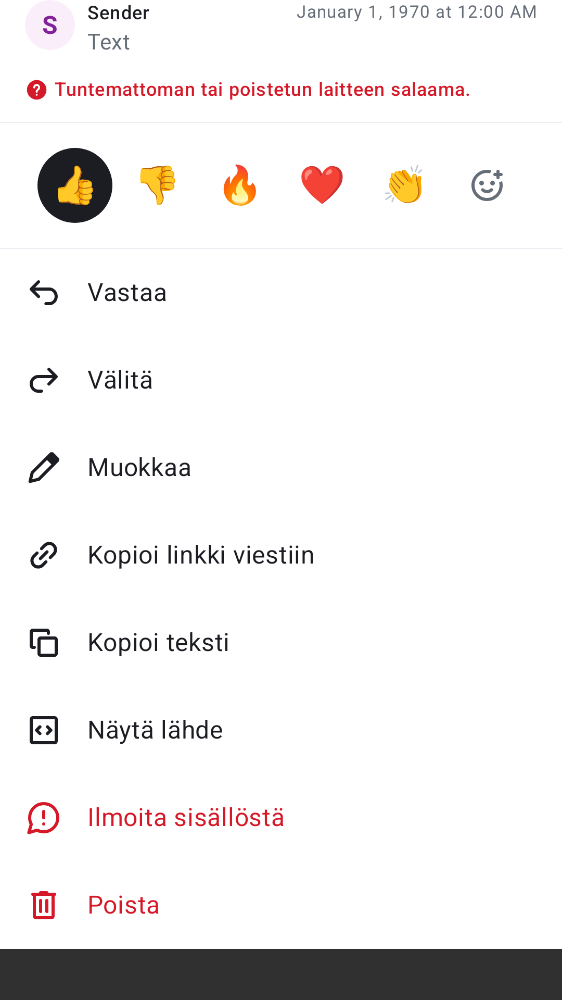 S
Sender
January 1, 1970 at 12:00 AM
Text
Tuntemattoman tai poistetun laitteen salaama.
Vastaa
Välitä
Muokkaa
Kopioi linkki viestiin
Kopioi teksti
Näytä lähde
Ilmoita sisällöstä
Poista